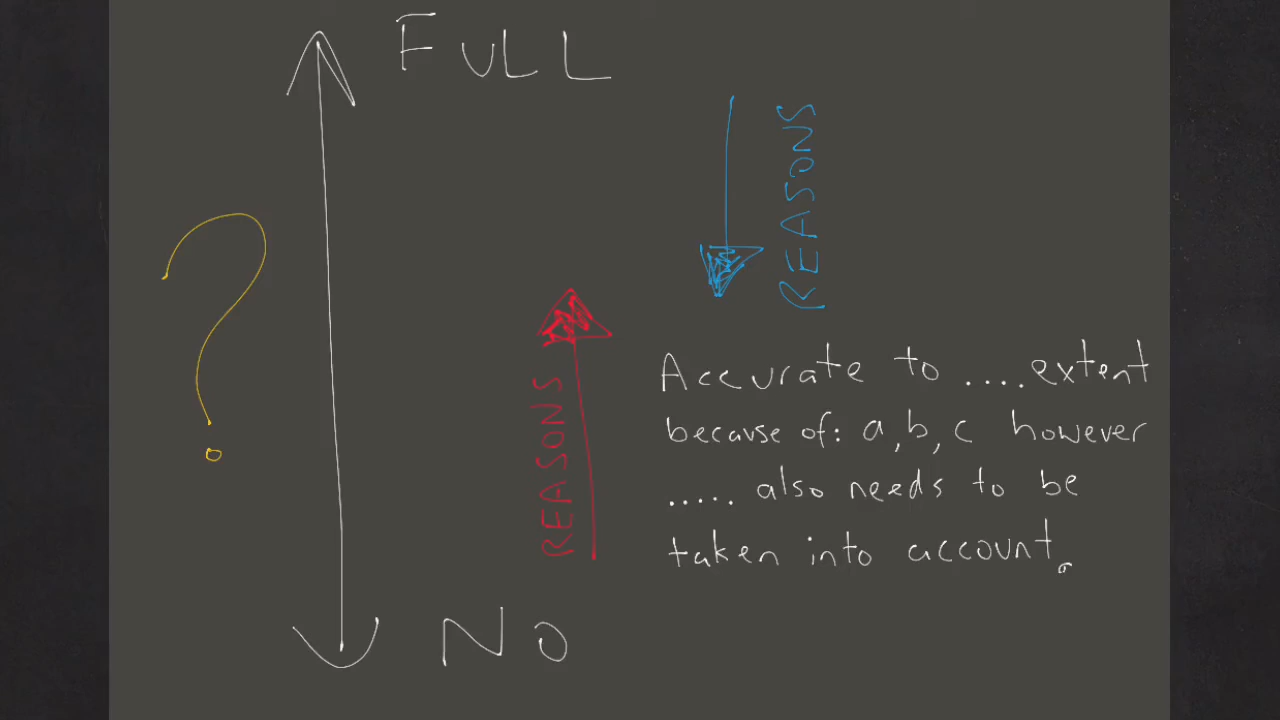 FULL
REASONS
REASONS
?
Accurate to ....extent
because of: a, b, c however
..... also needs to be
taken into account.
NO